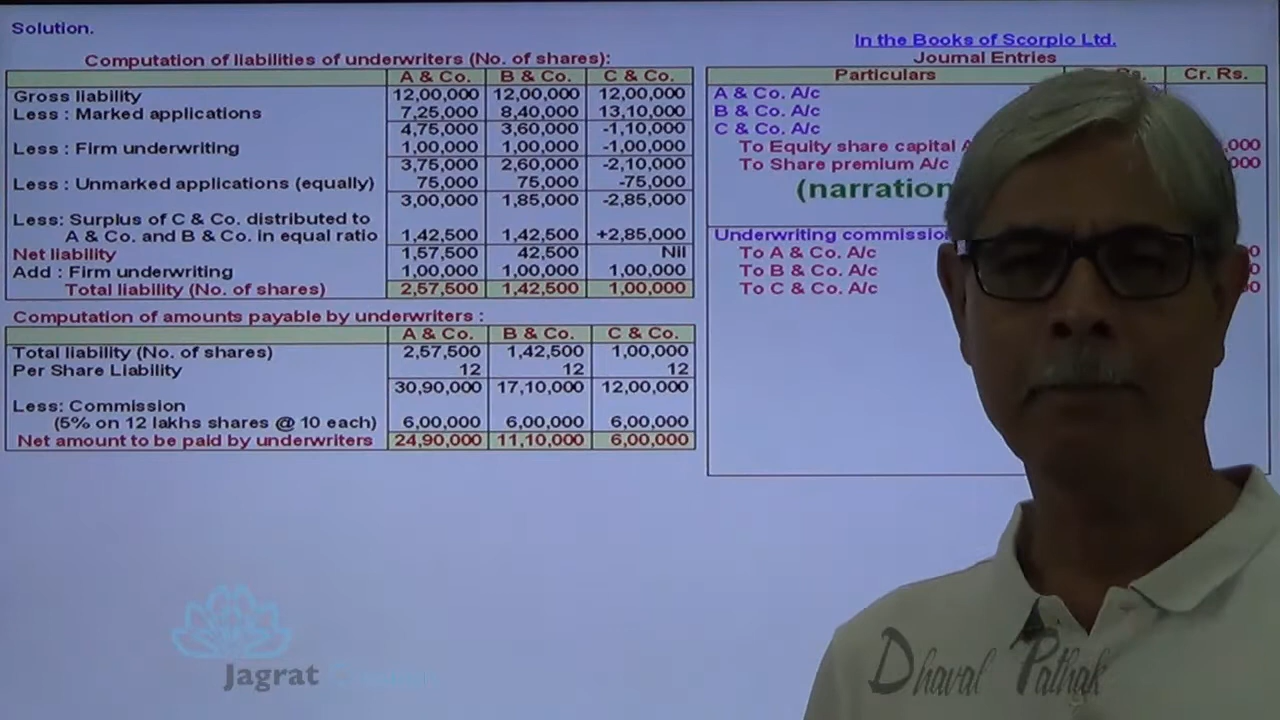 Solution.
Computation of liabilities of underwriters (No. of shares):
A & Co. B & Co. C & Co.
Gross liability 12,00,000 12,00,000 12,00,000
Less : Marked applications 7,25,000 8,40,000 13,10,000
4,75,000 3,60,000 -1,10,000
Less : Firm underwriting 1,00,000 1,00,000 -1,00,000
3,75,000 2,60,000 -2,10,000
Less : Unmarked applications (equally) 75,000 75,000 -75,000
3,00,000 1,85,000 -2,85,000
Less: Surplus of C & Co. distributed to
A & Co. and B & Co. in equal ratio 1,42,500 1,42,500 +2,85,000
Net liability 1,57,500 42,500 Nil
Add : Firm underwriting 1,00,000 1,00,000 1,00,000
Total liability (No. of shares) 2,57,500 1,42,500 1,00,000
Computation of amounts payable by underwriters :
A & Co. B & Co. C & Co.
Total liability (No. of shares) 2,57,500 1,42,500 1,00,000
Per Share Liability 12 12 12
30,90,000 17,10,000 12,00,000
Less: Commission
(5% on 12 lakhs shares @ 10 each) 6,00,000 6,00,000 6,00,000
Net amount to be paid by underwriters 24,90,000 11,10,000 6,00,000
In the Books of Scorpio Ltd.
Journal Entries
Particulars Rs. Cr. Rs.
A & Co. A/c
B & Co. A/c
C & Co. A/c
To Equity share capital ,000
To Share premium A/c 000
(narration
Underwriting commission
To A & Co. A/c 0
To B & Co. A/c
To C & Co. A/c
Jagrat
Dhaval Pathak